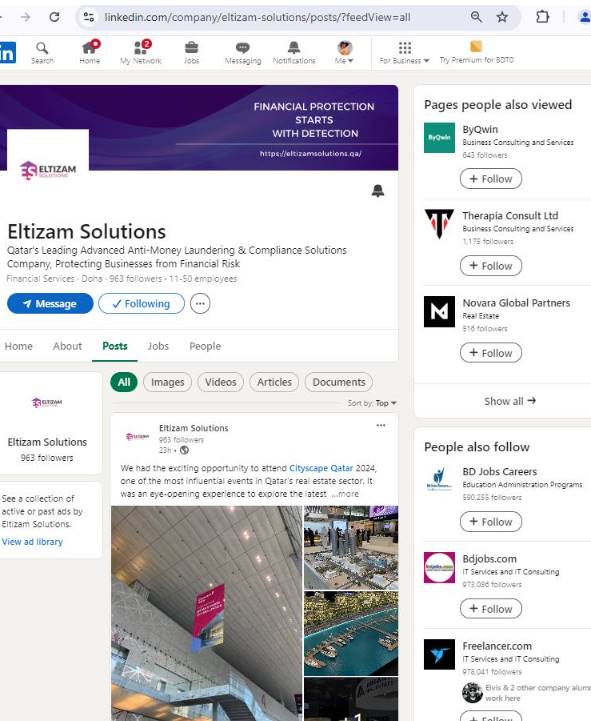 linkedin.com/company/eltizam-solutions/posts/?feedView=all
in
Search
Home
2
My Network
Jobs
Messaging
Notifications
Me
For Business
Try Premium for BDT0
FINANCIAL PROTECTION
STARTS
WITH DETECTION
https://eltizamsolutions.qa/
ELTIZAM
SOLUTIONS
Eltizam Solutions
Qatar's Leading Advanced Anti-Money Laundering & Compliance Solutions
Company, Protecting Businesses from Financial Risk
Financial Services · Doha · 963 followers · 11-50 employees
Message
Following
Home
About
Posts
Jobs
People
ELTIZAM
Eltizam Solutions
963 followers
See a collection of
active or past ads by
Eltizam Solutions.
View ad library
All
Images
Videos
Articles
Documents
Sort by: Top
Eltizam Solutions
963 followers
23h •
We had the exciting opportunity to attend Cityscape Qatar 2024,
one of the most influential events in Qatar's real estate sector. It
was an eye-opening experience to explore the latest ...more
+1
Pages people also viewed
ByQwin
ByQwin
Business Consulting and Services
643 followers
+ Follow
Therapia Consult Ltd
Business Consulting and Services
1,175 followers
+ Follow
Novara Global Partners
Real Estate
516 followers
+ Follow
Show all →
People also follow
BD Jobs Careers
Education Administration Programs
590,255 followers
+ Follow
Bdjobs.com
IT Services and IT Consulting
973,086 followers
+ Follow
Freelancer.com
IT Services and IT Consulting
978,041 followers
Elvis & 2 other company alumni
work here
+ Follow